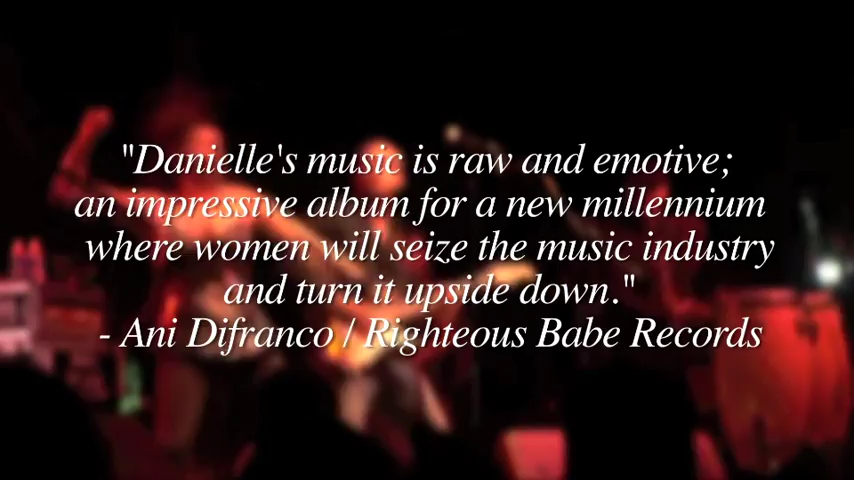 "Danielle's music is raw and emotive;
an impressive album for a new millennium
where women will seize the music industry
and turn it upside down."
- Ani Difranco / Righteous Babe Records